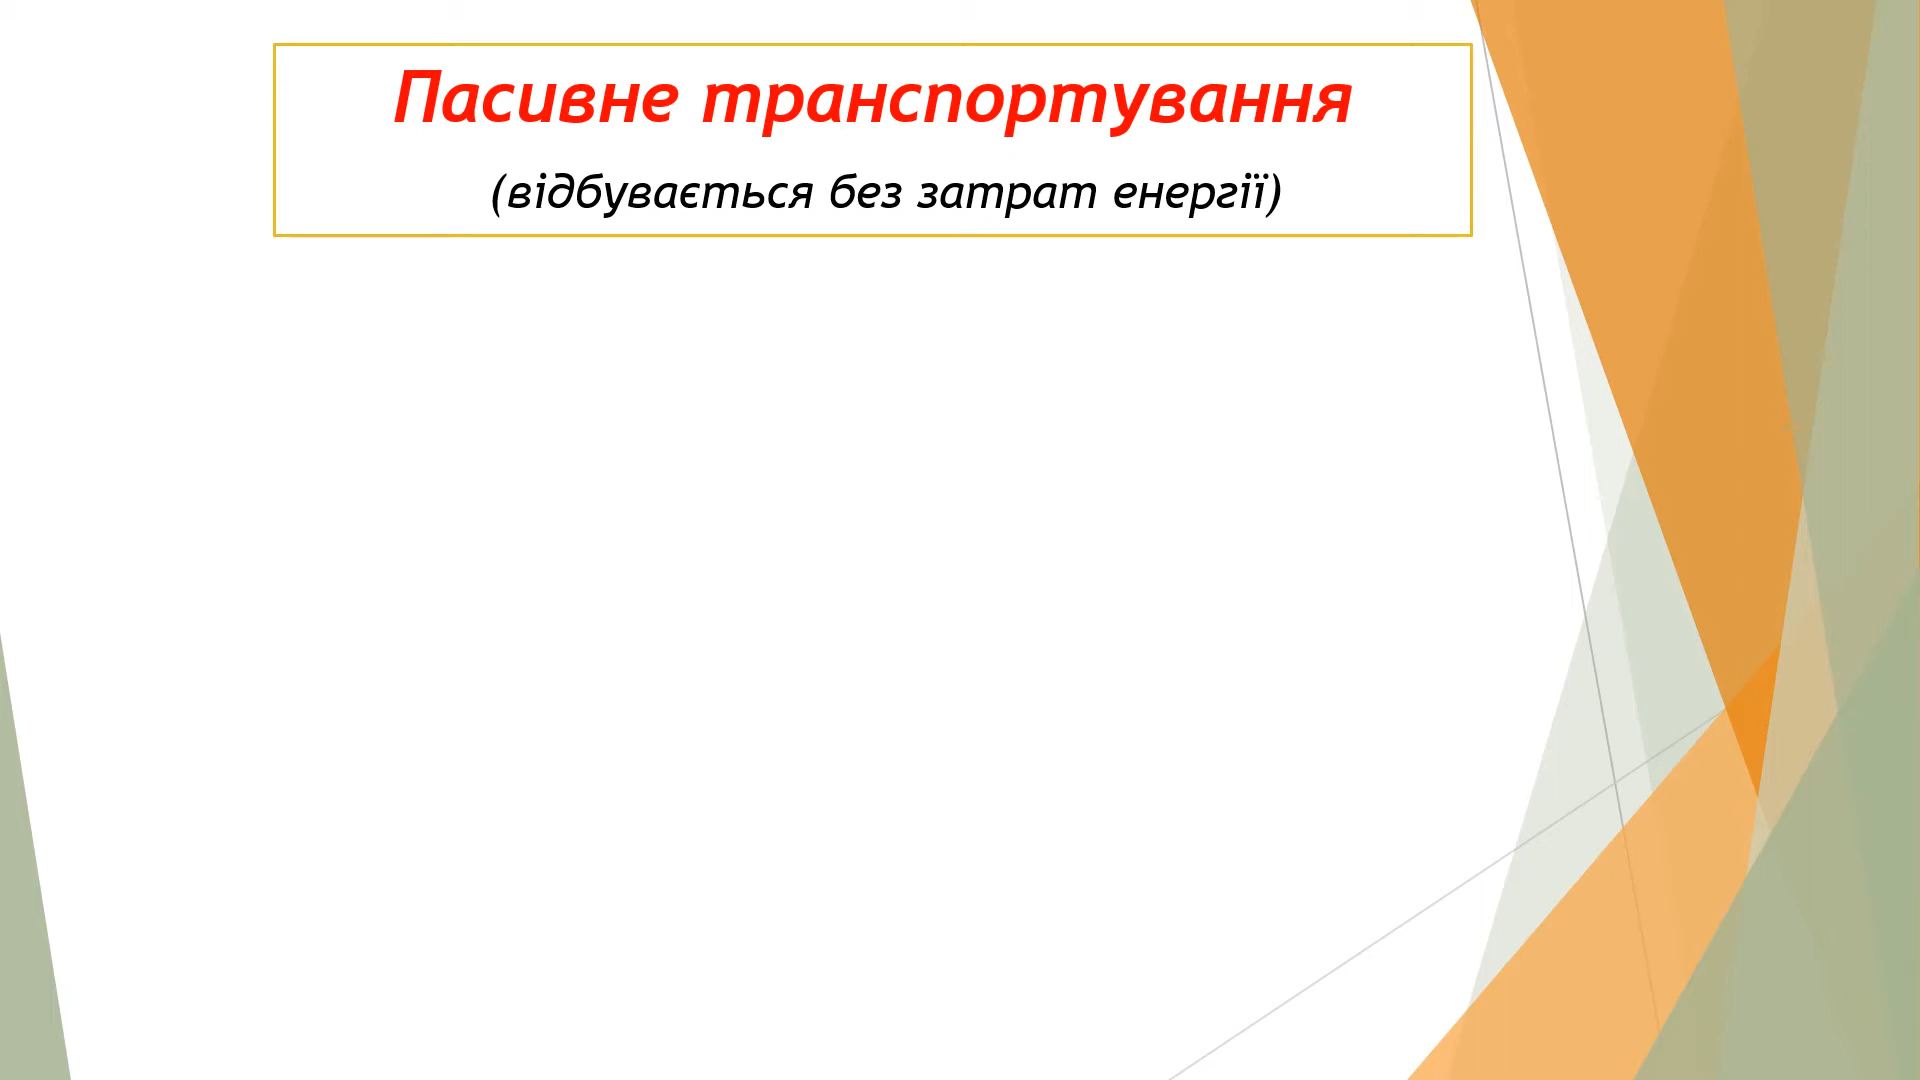 Пасивне транспортування
(відбувається без затрат енергії)